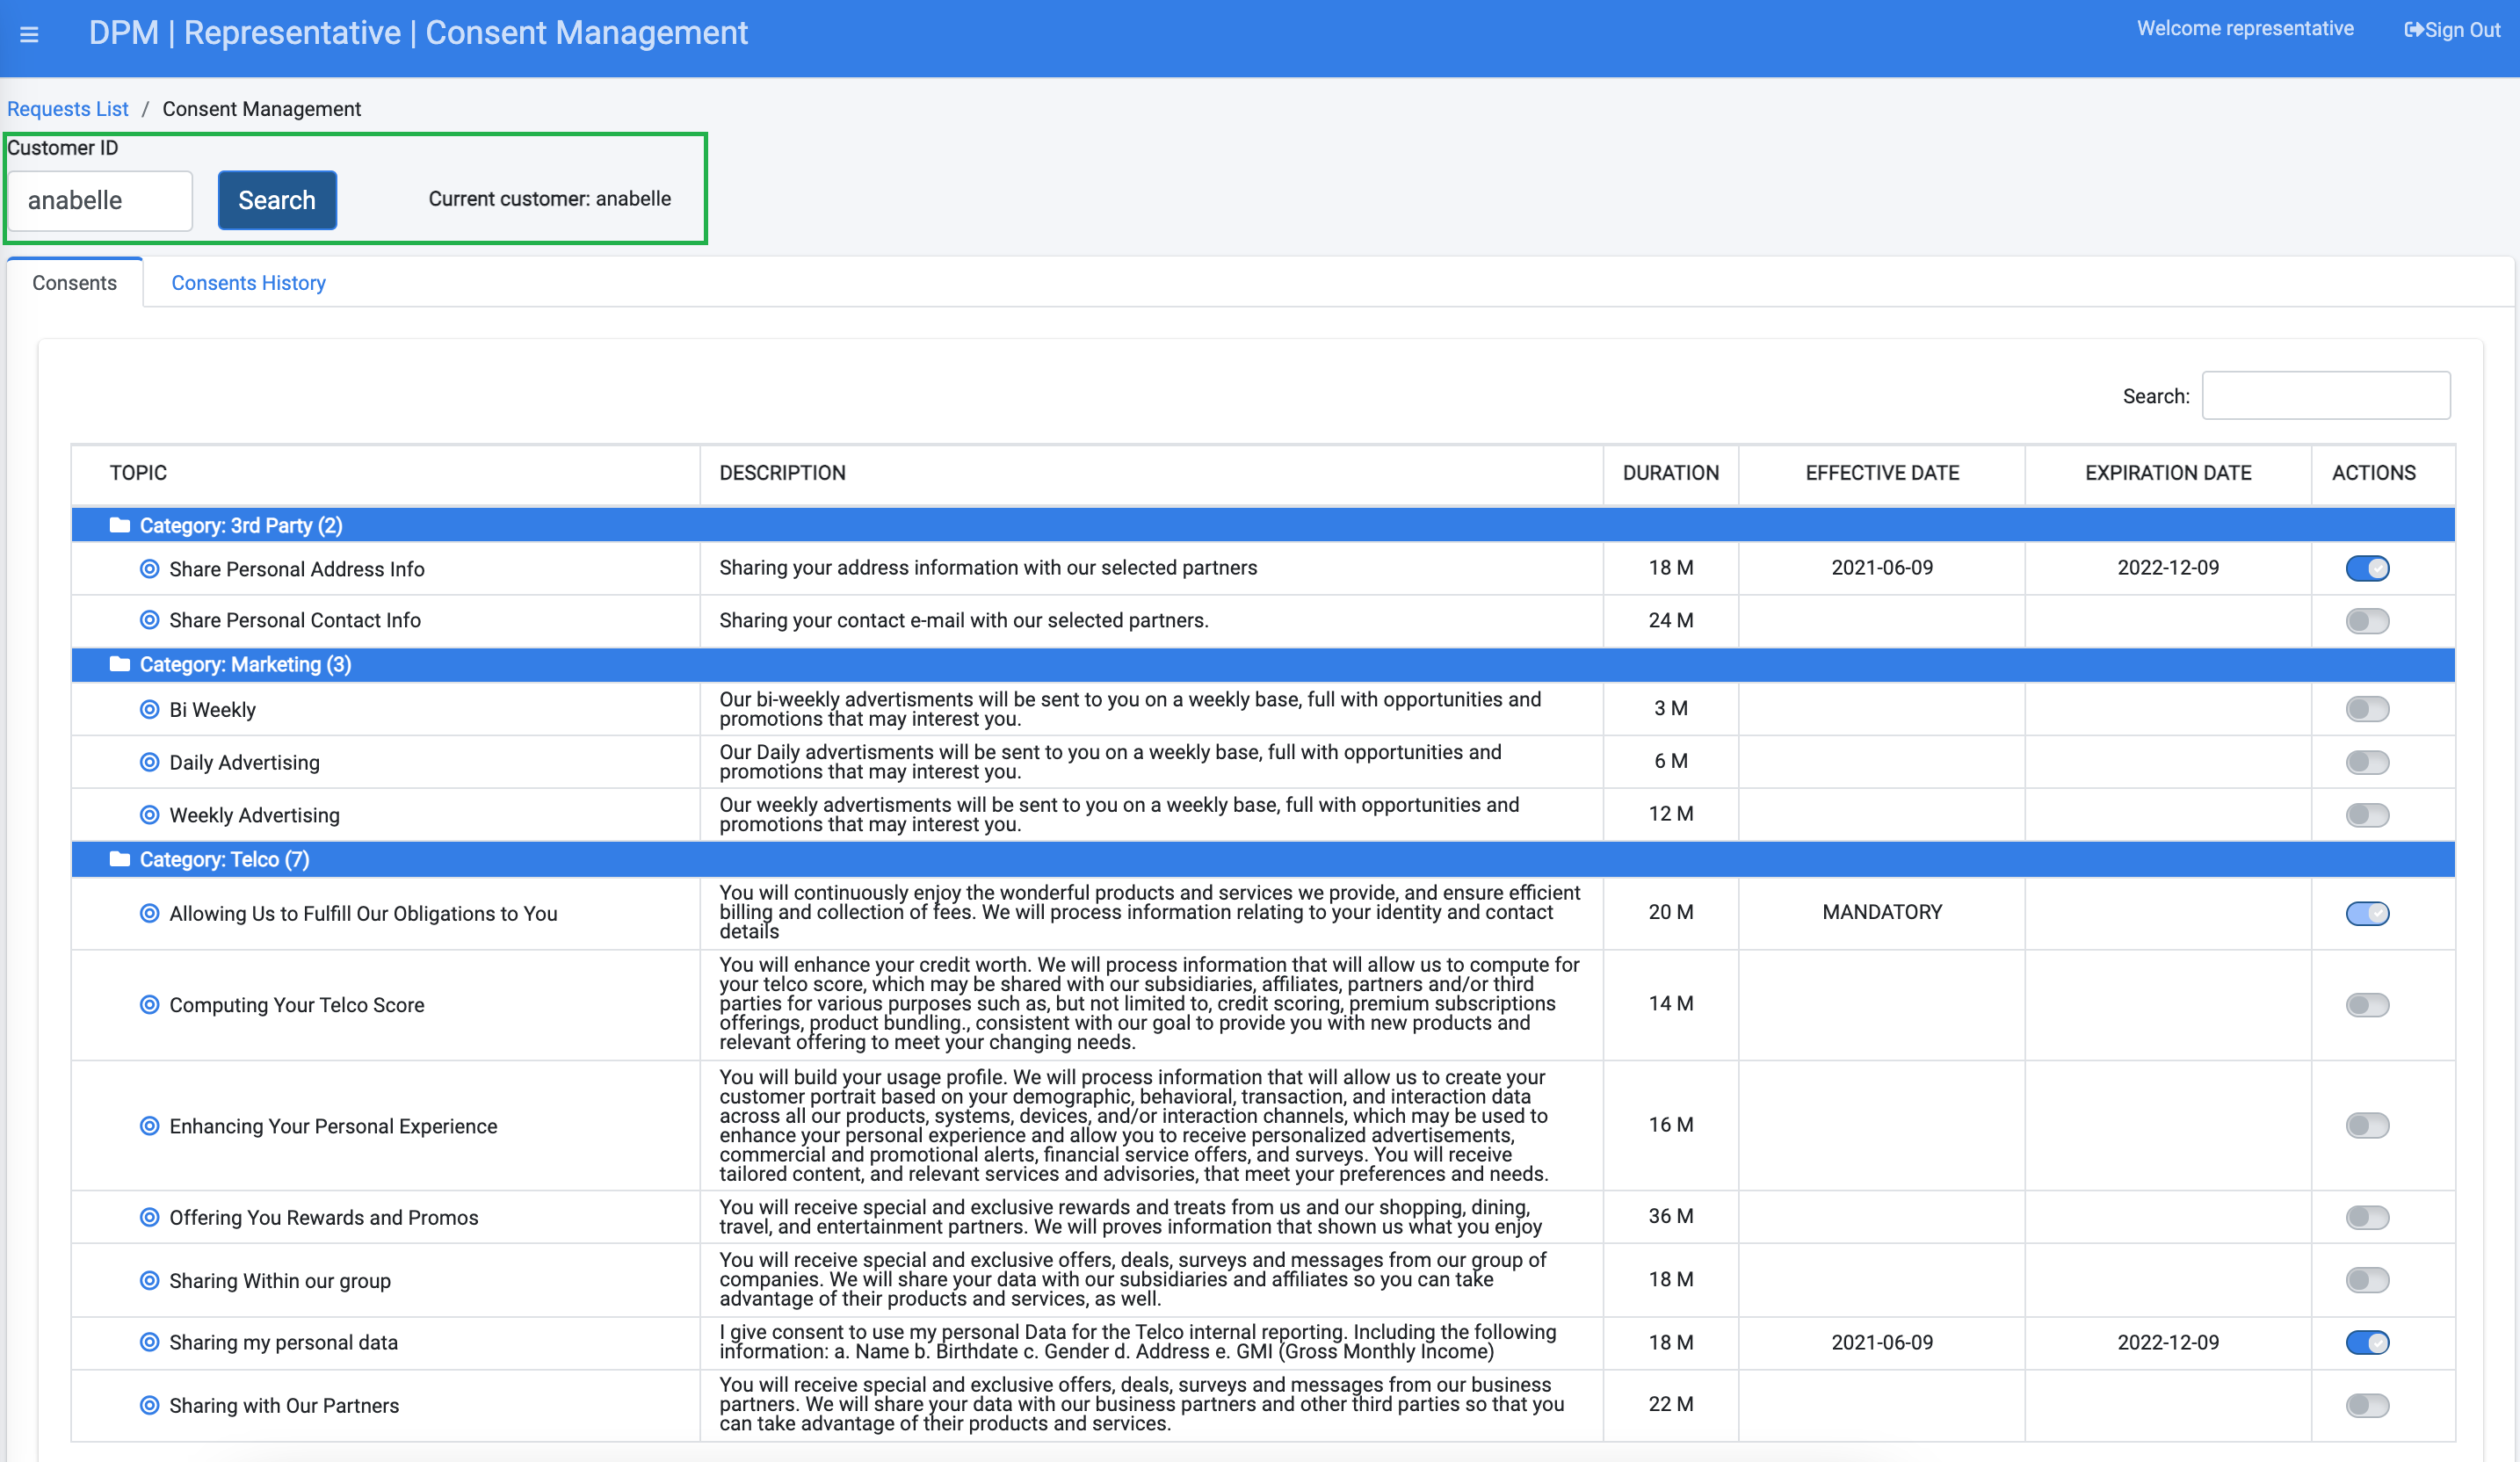 DPM | Representative | Consent Management
Welcome representative
Sign Out
Requests List / Consent Management
Customer ID
anabelle
Search
Current customer: anabelle
Consents
Consents History
Search:
TOPIC
DESCRIPTION
DURATION
EFFECTIVE DATE
EXPIRATION DATE
ACTIONS
Category: 3rd Party (2)
Share Personal Address Info
Sharing your address information with our selected partners
18 M
2021-06-09
2022-12-09
Share Personal Contact Info
Sharing your contact e-mail with our selected partners.
24 M
Category: Marketing (3)
Bi Weekly
Our bi-weekly advertisments will be sent to you on a weekly base, full with opportunities and
promotions that may interest you.
3 M
Daily Advertising
Our Daily advertisments will be sent to you on a weekly base, full with opportunities and
promotions that may interest you.
6 M
Weekly Advertising
Our weekly advertisments will be sent to you on a weekly base, full with opportunities and
promotions that may interest you.
12 M
Category: Telco (7)
Allowing Us to Fulfill Our Obligations to You
You will continuously enjoy the wonderful products and services we provide, and ensure efficient
billing and collection of fees. We will process information relating to your identity and contact
details
20 M
MANDATORY
Computing Your Telco Score
You will enhance your credit worth. We will process information that will allow us to compute for
your telco score, which may be shared with our subsidiaries, affiliates, partners and/or third
parties for various purposes such as, but not limited to, credit scoring, premium subscriptions
offerings, product bundling., consistent with our goal to provide you with new products and
relevant offering to meet your changing needs.
14 M
Enhancing Your Personal Experience
You will build your usage profile. We will process information that will allow us to create your
customer portrait based on your demographic, behavioral, transaction, and interaction data
across all our products, systems, devices, and/or interaction channels, which may be used to
enhance your personal experience and allow you to receive personalized advertisements,
commercial and promotional alerts, financial service offers, and surveys. You will receive
tailored content, and relevant services and advisories, that meet your preferences and needs.
16 M
Offering You Rewards and Promos
You will receive special and exclusive rewards and treats from us and our shopping, dining,
travel, and entertainment partners. We will proves information that shown us what you enjoy
36 M
Sharing Within our group
You will receive special and exclusive offers, deals, surveys and messages from our group of
companies. We will share your data with our subsidiaries and affiliates so you can take
advantage of their products and services, as well.
18 M
Sharing my personal data
I give consent to use my personal Data for the Telco internal reporting. Including the following
information: a. Name b. Birthdate c. Gender d. Address e. GMI (Gross Monthly Income)
18 M
2021-06-09
2022-12-09
Sharing with Our Partners
You will receive special and exclusive offers, deals, surveys and messages from our business
partners. We will share your data with our business partners and other third parties so that you
can take advantage of their products and services.
22 M